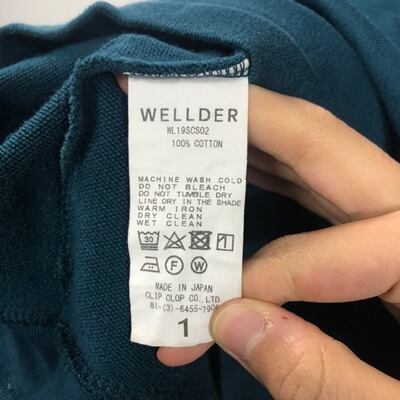 WELLDER
WL19SCS02
100% COTTON
MACHINE WASH COLD
DO NOT BLEACH
DO NOT TUMBLE DRY
LINE DRY IN THE SHADE
WARM IRON
DRY CLEAN
WET CLEAN
30
F W
MADE IN JAPAN
CLIP CLOP CO.,LTD.
1